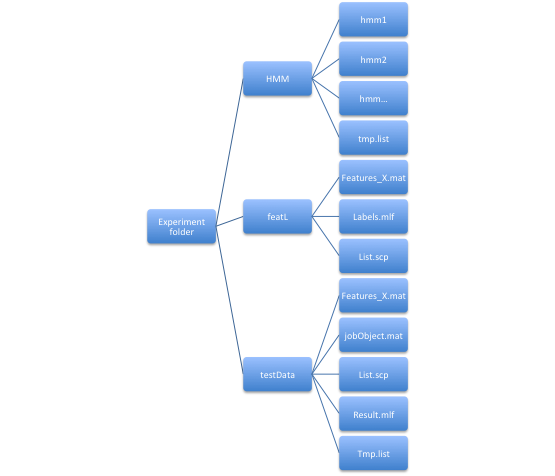 hmm1
hmm2
HMM
hmm...
tmp.list
Features_X.mat
featL
Labels.mlf
Experiment
folder
List.scp
Features_X.mat
jobObject.mat
testData
List.scp
Result.mlf
Tmp.list